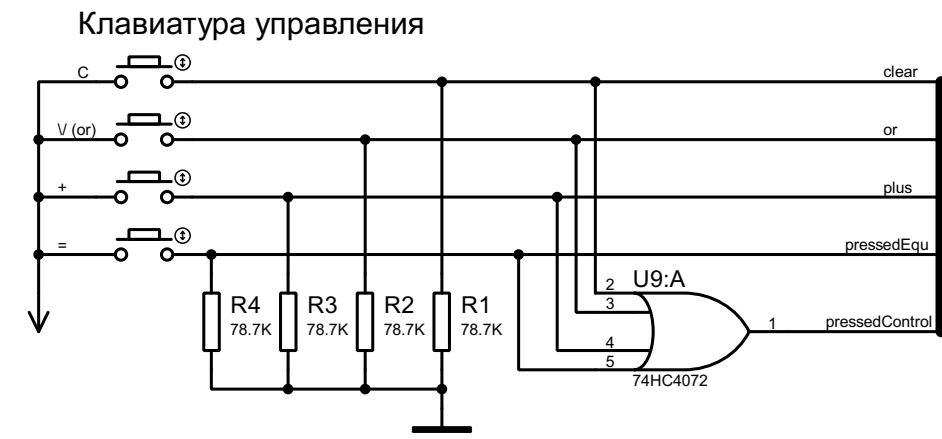 Клавиатура управления
C
clear
\/ (or)
or
+
plus
=
pressedEqu
U9:A
2
3
4
5
1
pressedControl
74HC4072
R4
78.7K
R3
78.7K
R2
78.7K
R1
78.7K